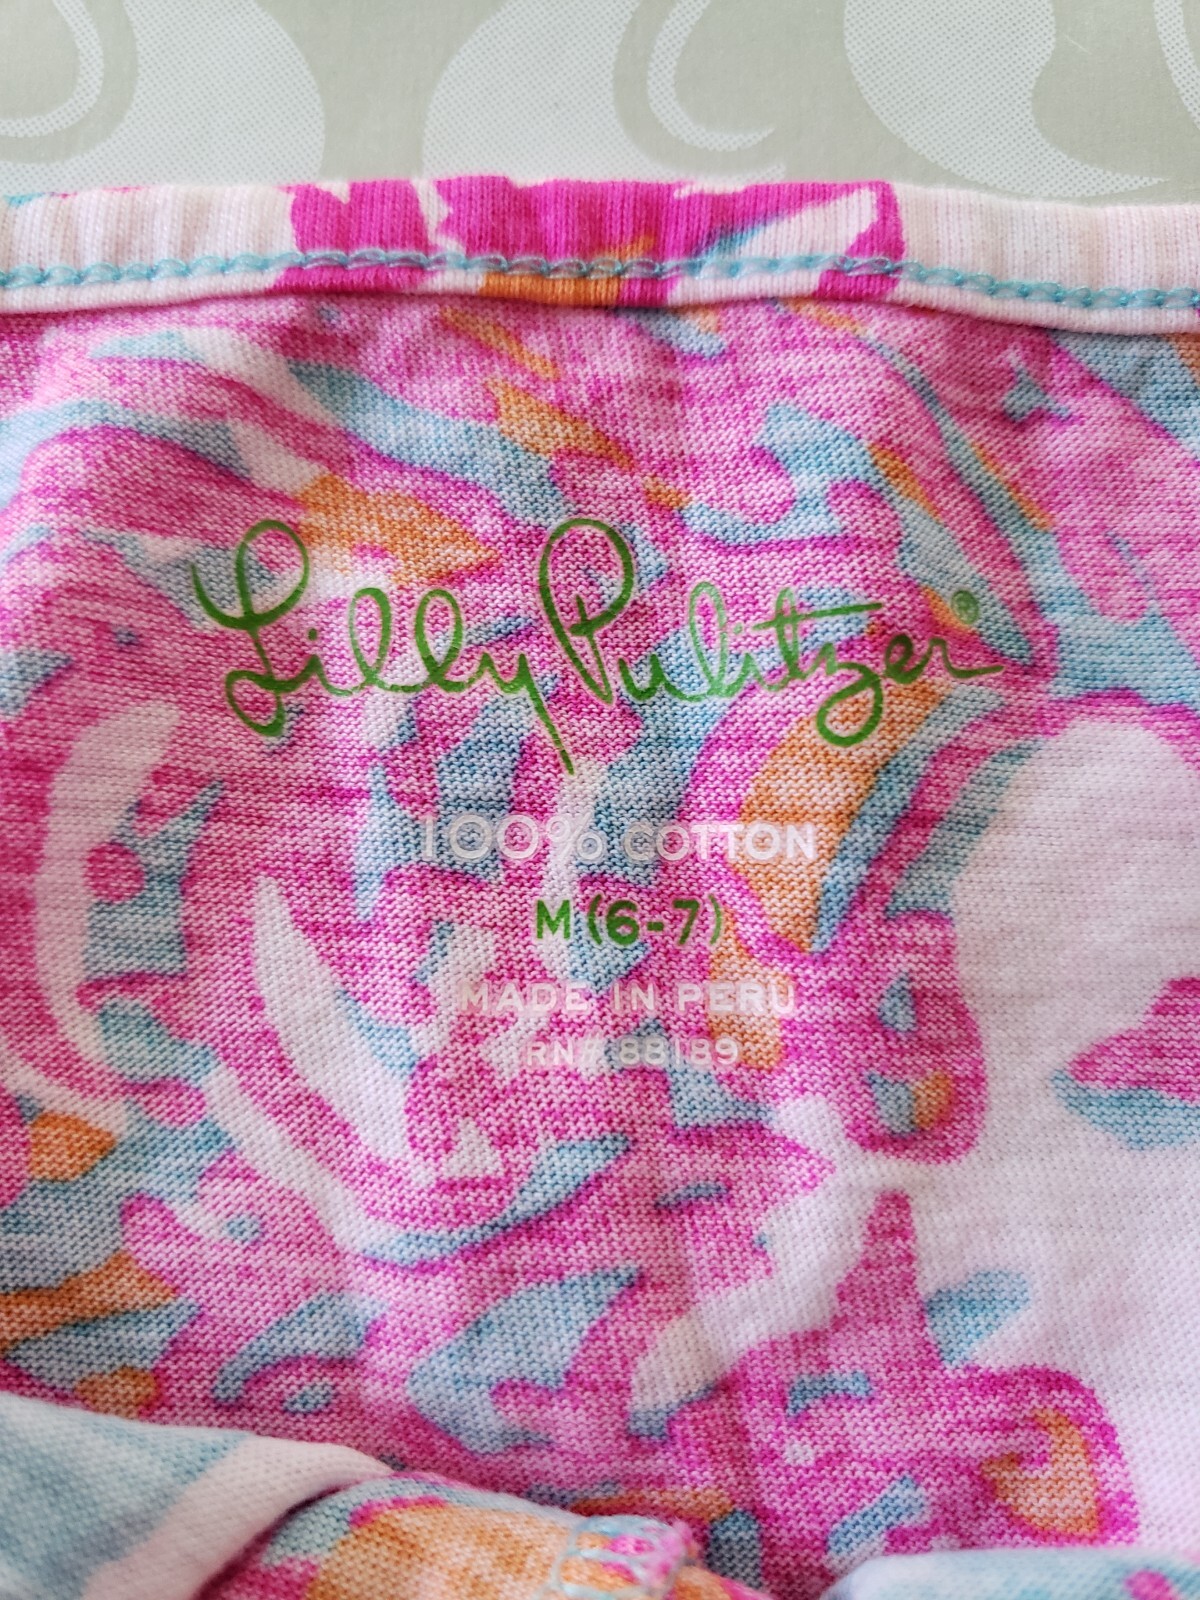 Lilly Pulitzer®
100% COTTON
M (6-7)
MADE IN PERU
RN# 88189